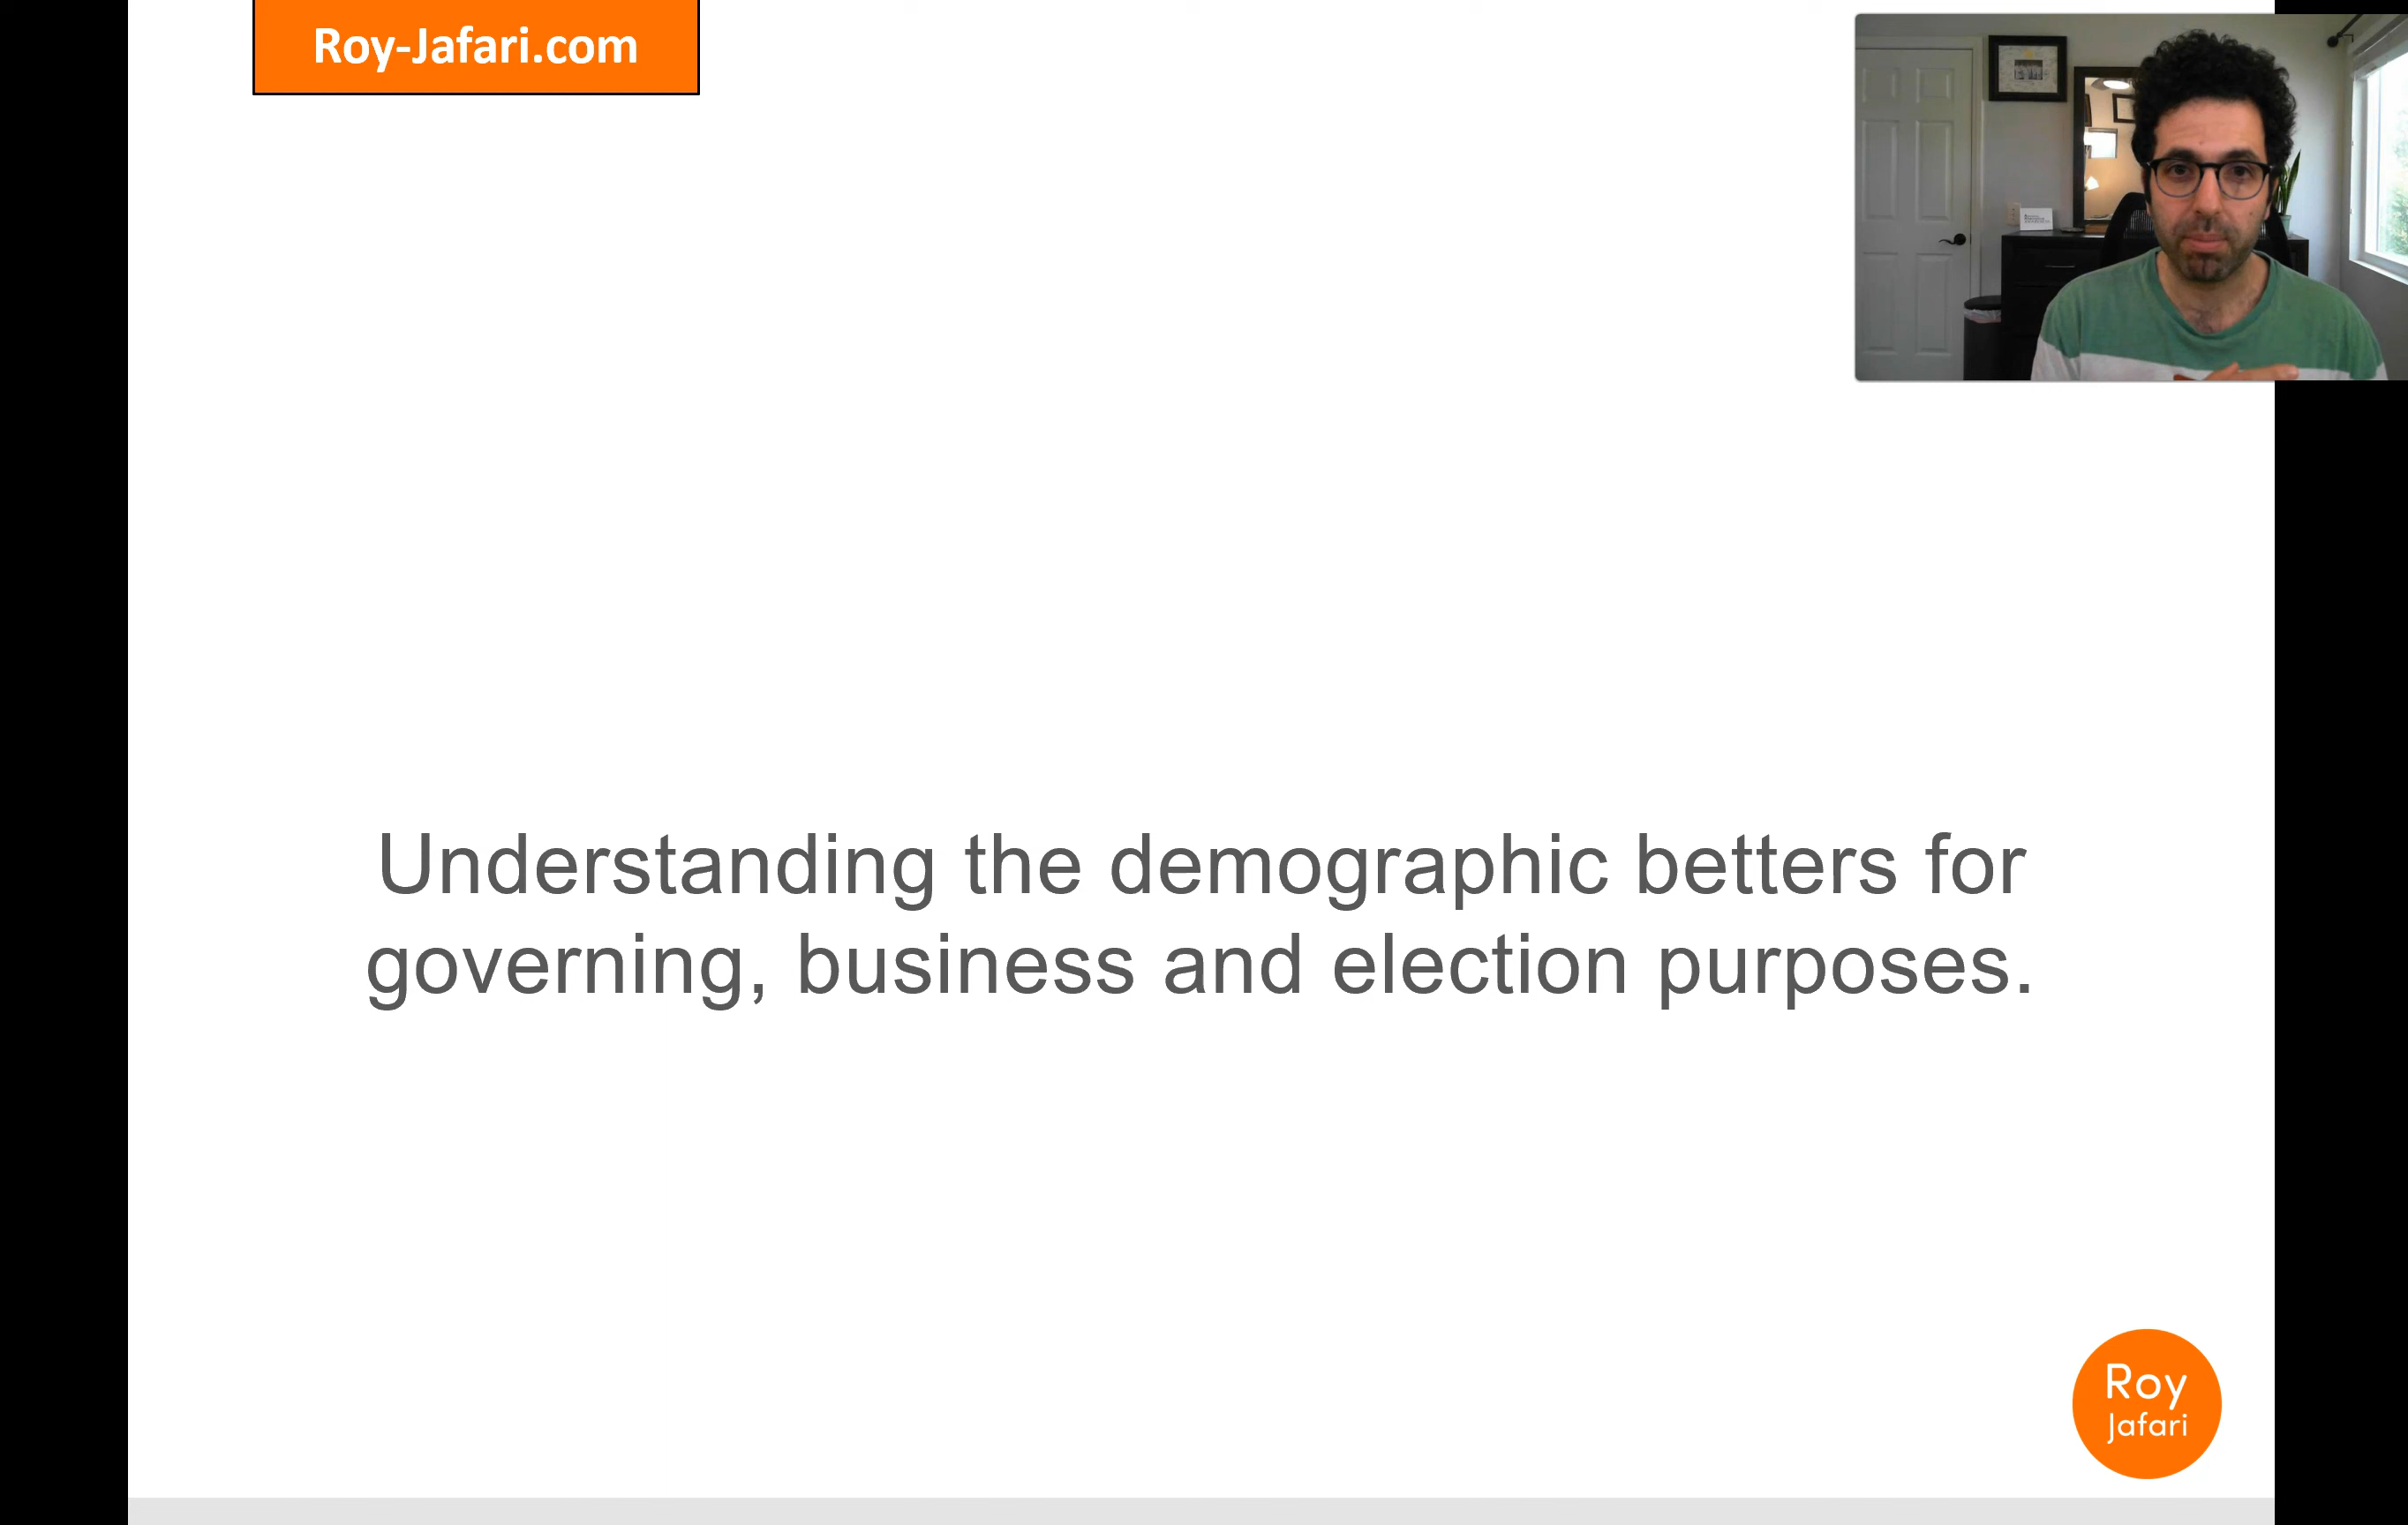 Roy-Jafari.com
Understanding the demographic betters for
governing, business and election purposes.
Roy
Jafari